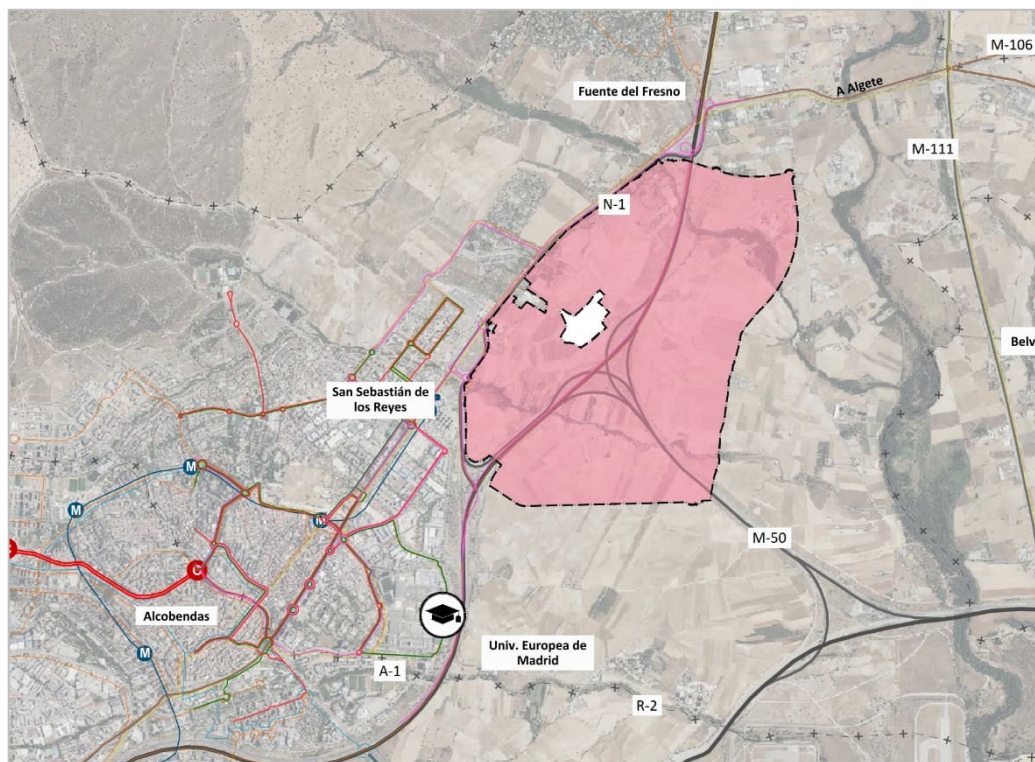 M-106
A Algete
Fuente del Fresno
M-111
N-1
Belv
San Sebastián de
los Reyes
M
M
M
M-50
C
Alcobendas
M
Univ. Europea de
Madrid
A-1
R-2